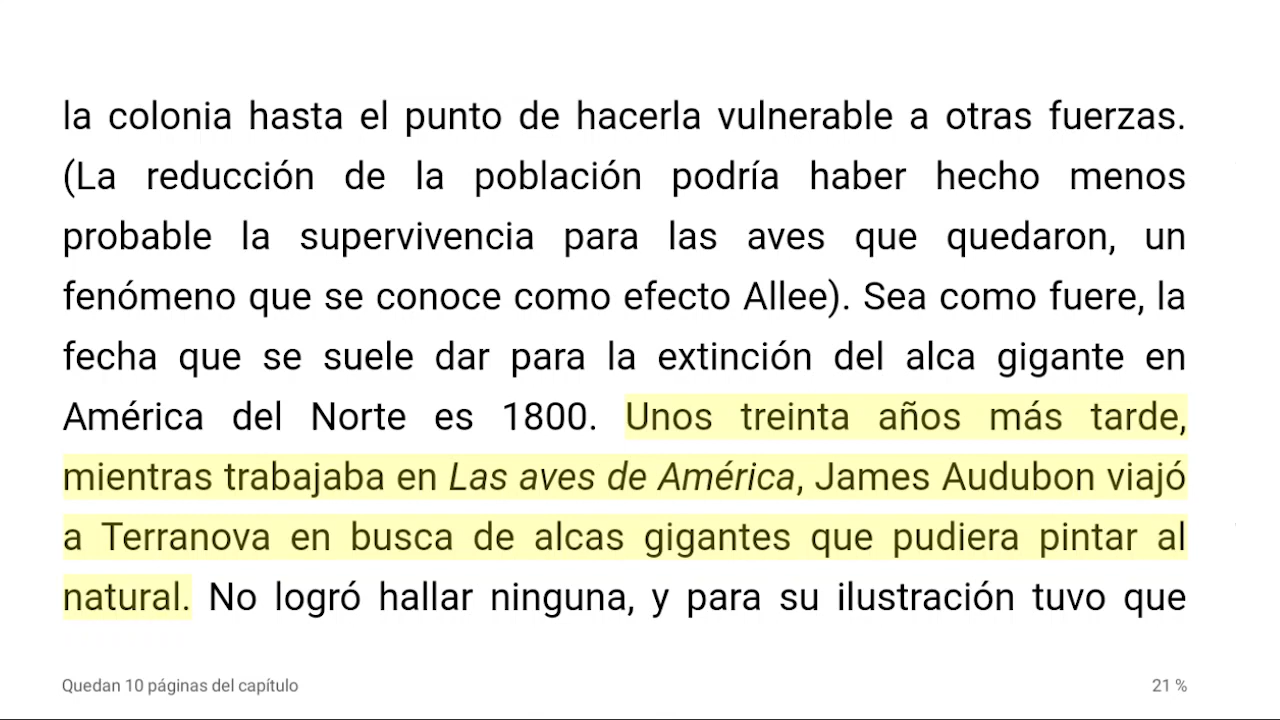 la colonia hasta el punto de hacerla vulnerable a otras fuerzas.
(La reducción de la población podría haber hecho menos
probable la supervivencia para las aves que quedaron, un
fenómeno que se conoce como efecto Allee). Sea como fuere, la
fecha que se suele dar para la extinción del alca gigante en
América del Norte es 1800. Unos treinta años más tarde,
mientras trabajaba en Las aves de América, James Audubon viajó
a Terranova en busca de alcas gigantes que pudiera pintar al
natural. No logró hallar ninguna, y para su ilustración tuvo que
Quedan 10 páginas del capítulo
21 %